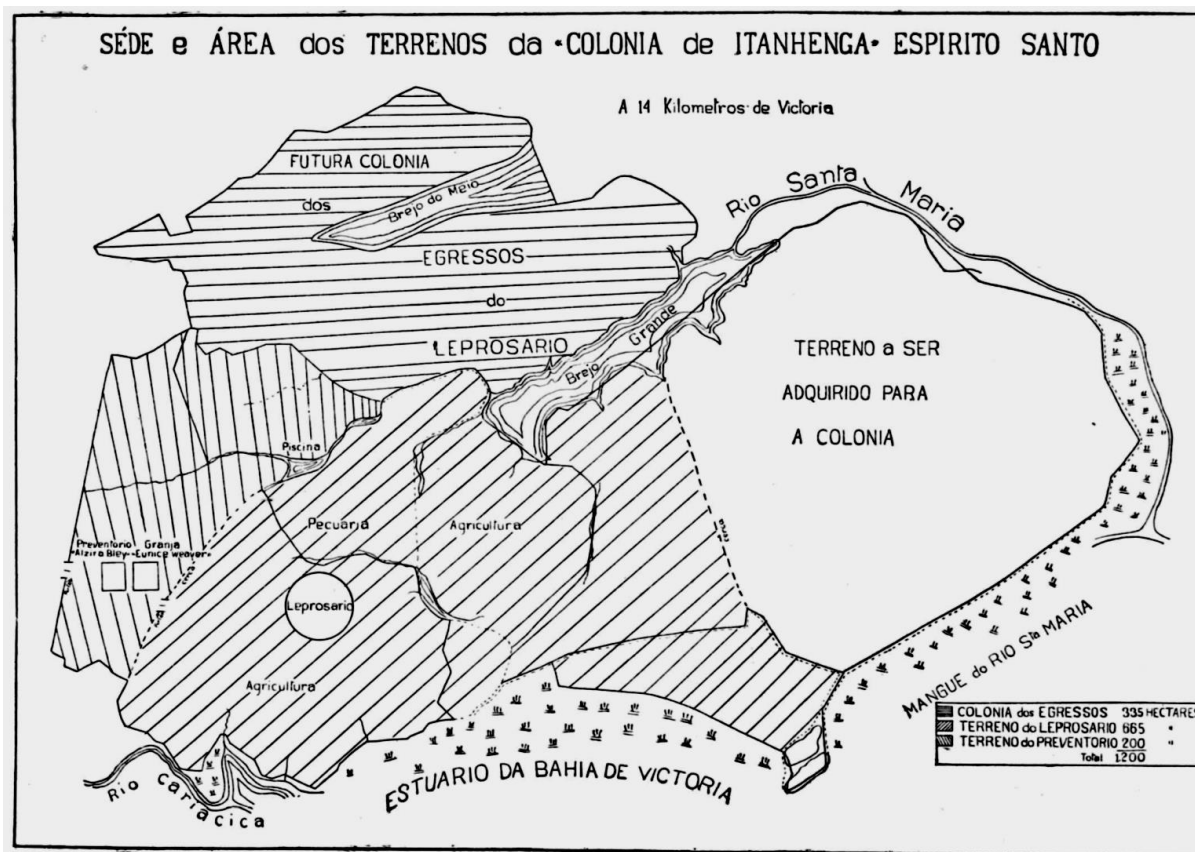 SÉDE e ÁREA dos TERRENOS da "COLONIA de ITANHENGA" ESPIRITO SANTO
A 14 Kilometros de Victoria
FUTURA COLONIA
dos
Brejo do Meio
EGRESSOS
do
LEPROSARIO
Rio Santa Maria
Brejo Grande
TERRENO a SER
ADQUIRIDO PARA
A COLONIA
Piscina
Pecuaria
Agricultura
Preventorio
"Alzira Bley"
Granja
"Eunice Weaver"
Leprosario
Agricultura
MANGUE do RIO Sta MARIA
ESTUARIO DA BAHIA DE VICTORIA
Rio Cariacica
COLONIA dos EGRESSOS 335 HECTARES
TERRENO do LEPROSARIO 665 "
TERRENO do PREVENTORIO 200 "
Total 1200